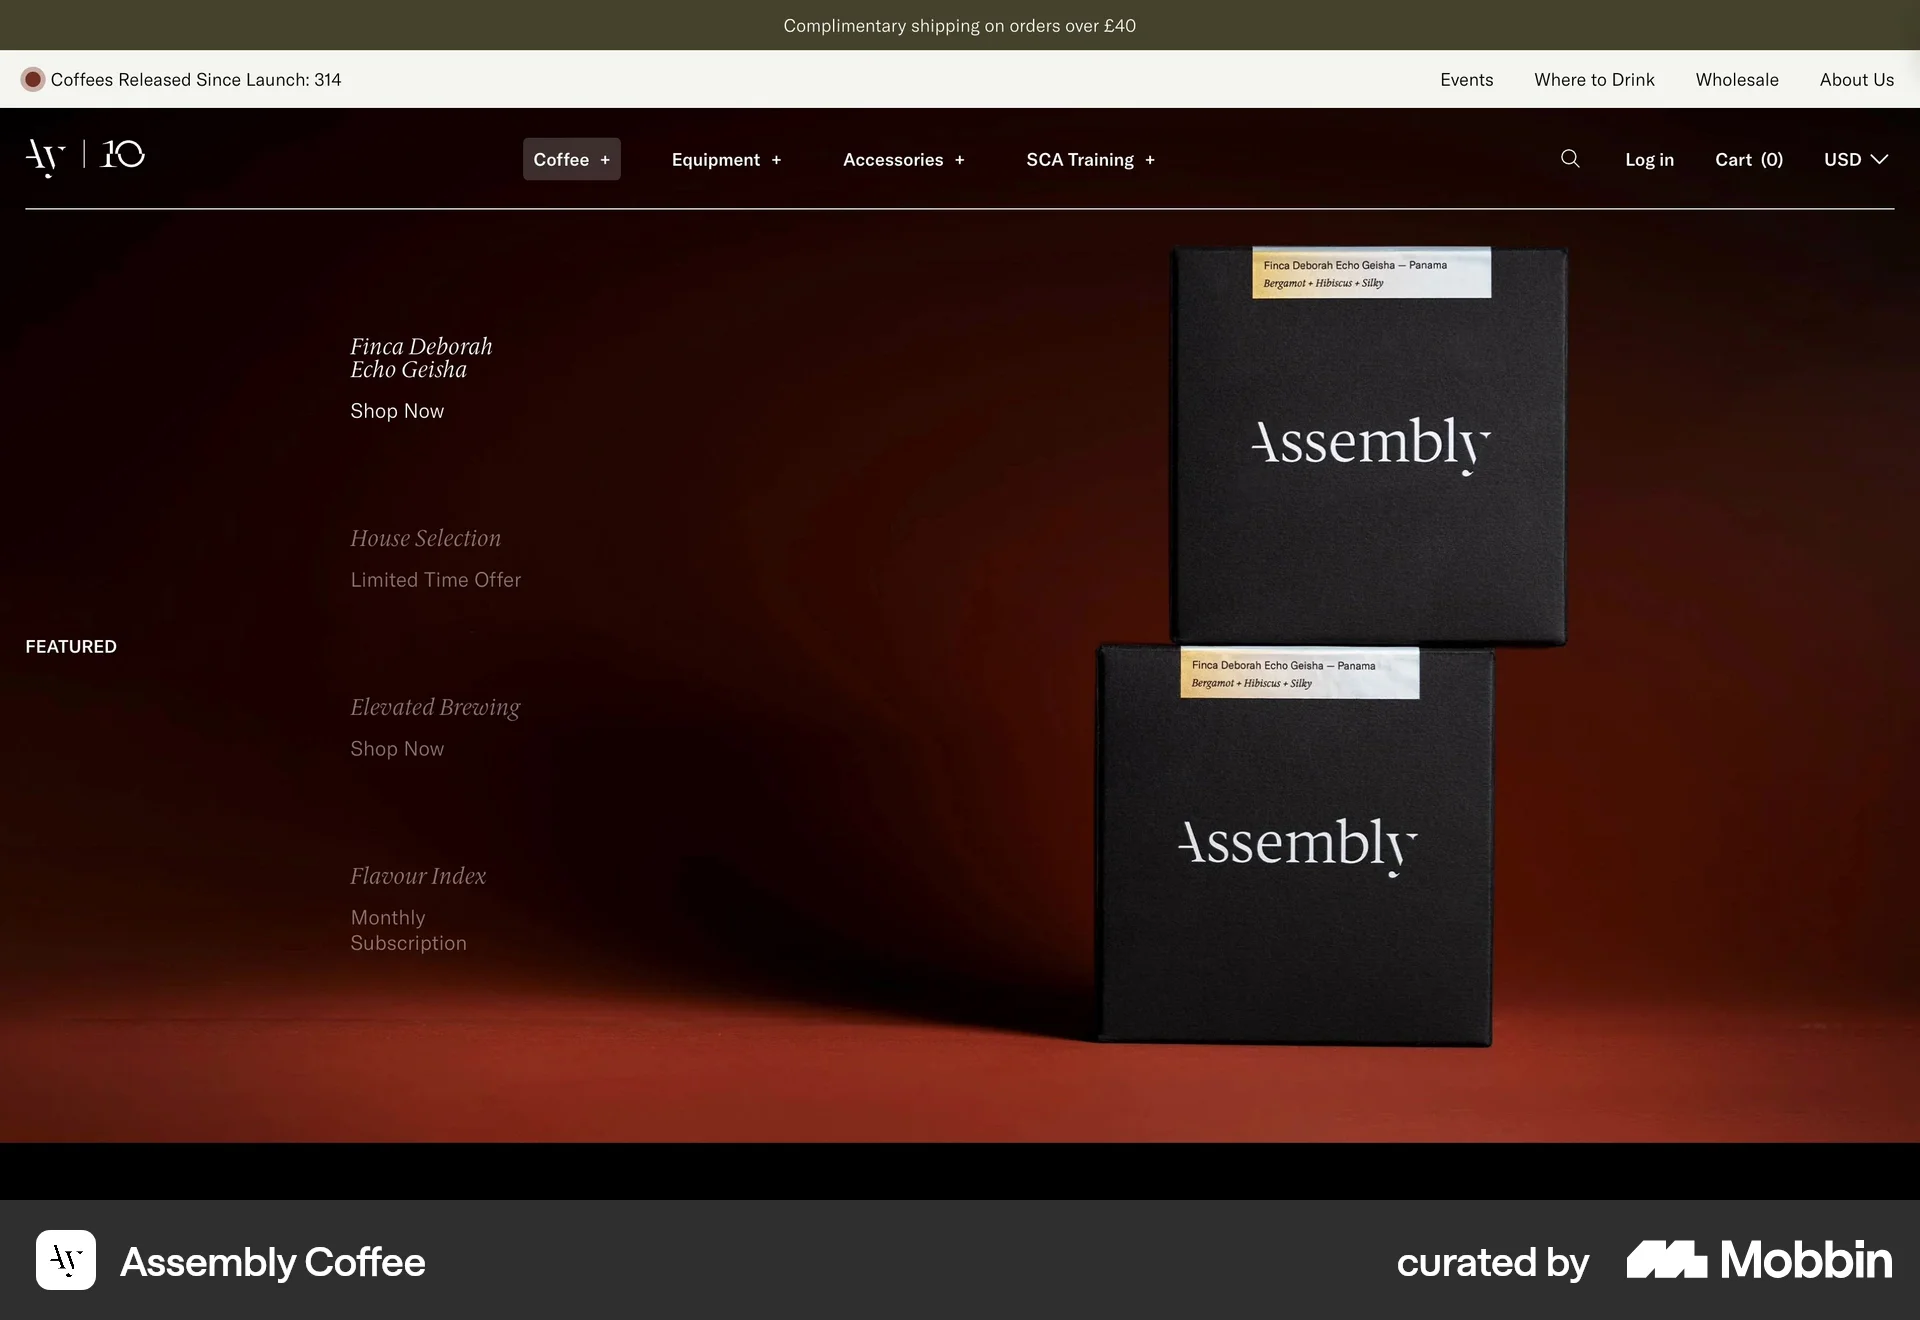 Complimentary shipping on orders over £40
Coffees Released Since Launch: 314
Events
Where to Drink
Wholesale
About Us
Ay | 10
Coffee +
Equipment +
Accessories +
SCA Training +
Log in
Cart (0)
USD
Finca Deborah Echo Geisha — Panama
Bergamot + Hibiscus + Silky
Assembly
Finca Deborah
Echo Geisha
Shop Now
House Selection
Limited Time Offer
FEATURED
Elevated Brewing
Shop Now
Flavour Index
Monthly
Subscription
Finca Deborah Echo Geisha — Panama
Bergamot + Hibiscus + Silky
Assembly
Ay
Assembly Coffee
curated by
Mobbin